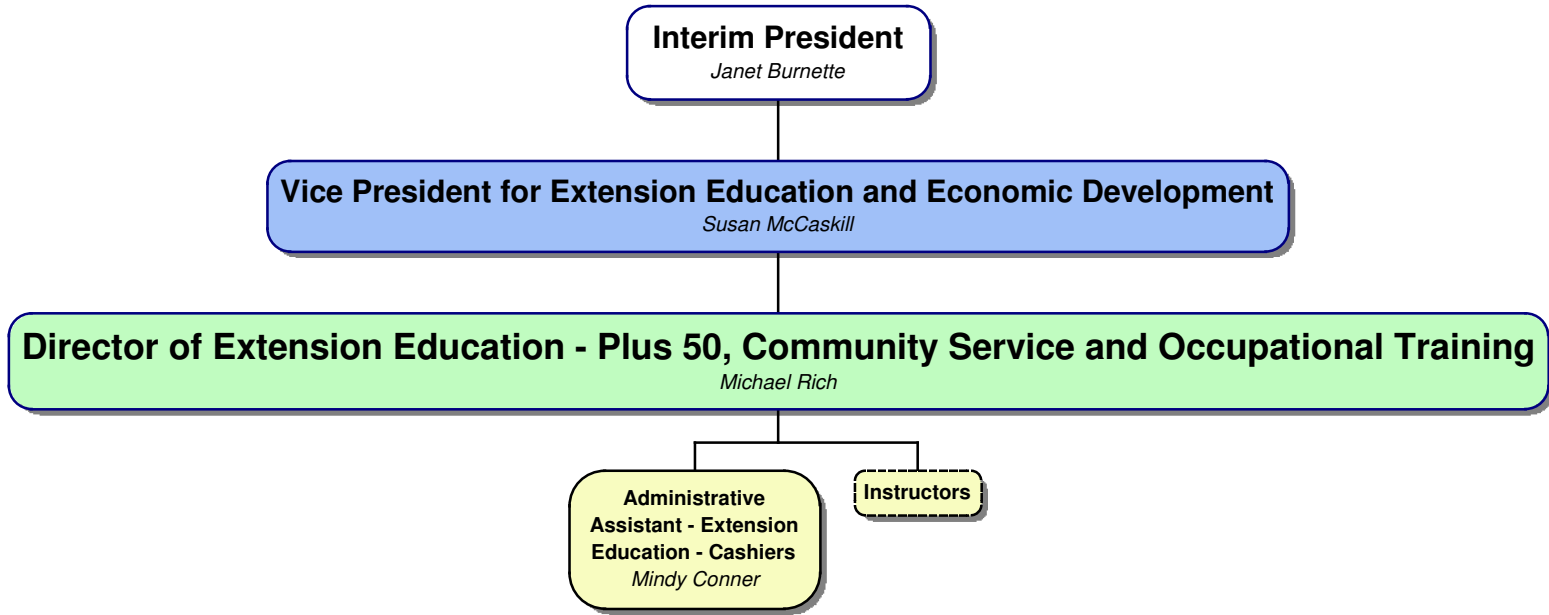 Interim President
Janet Burnette
Vice President for Extension Education and Economic Development
Susan McCaskill
Director of Extension Education - Plus 50, Community Service and Occupational Training
Michael Rich
Administrative
Assistant - Extension
Education - Cashiers
Mindy Conner
Instructors